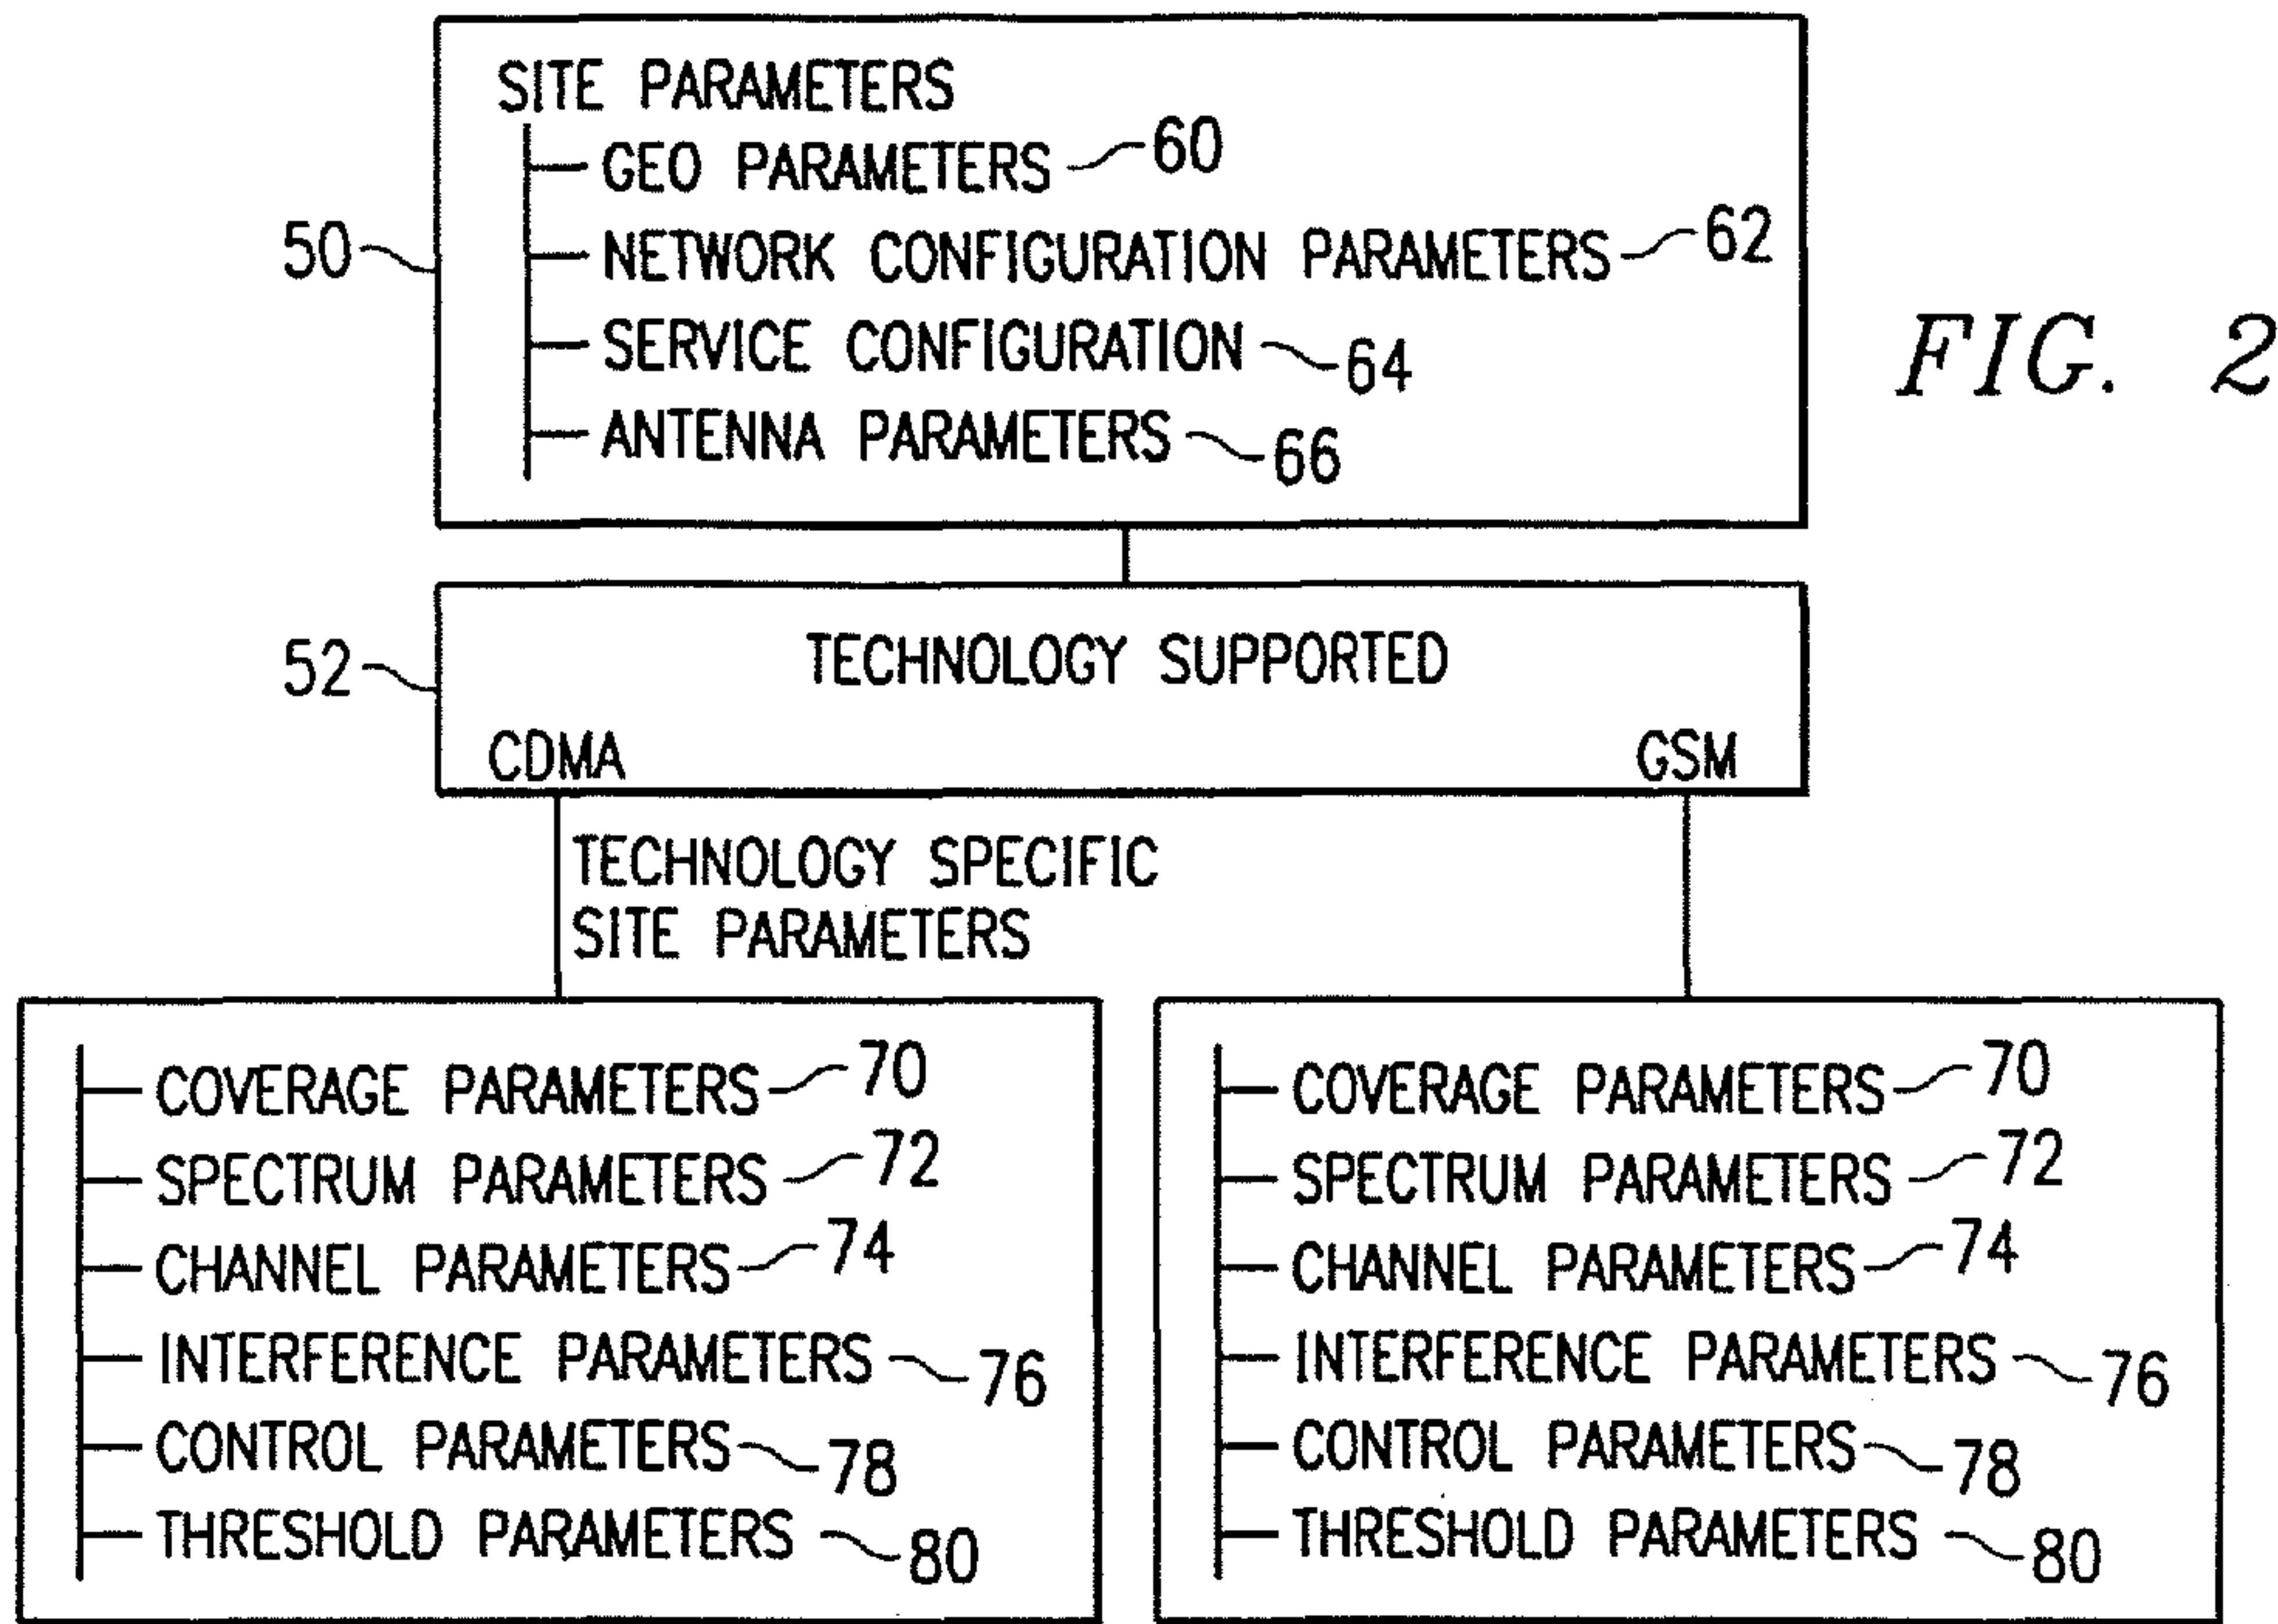 SITE PARAMETERS
GEO PARAMETERS 60
50
NETWORK CONFIGURATION PARAMETERS 62
SERVICE CONFIGURATION 64
ANTENNA PARAMETERS 66
FIG. 2
52
TECHNOLOGY SUPPORTED
CDMA GSM
TECHNOLOGY SPECIFIC
SITE PARAMETERS
COVERAGE PARAMETERS 70
SPECTRUM PARAMETERS 72
CHANNEL PARAMETERS 74
INTERFERENCE PARAMETERS 76
CONTROL PARAMETERS 78
THRESHOLD PARAMETERS 80
COVERAGE PARAMETERS 70
SPECTRUM PARAMETERS 72
CHANNEL PARAMETERS 74
INTERFERENCE PARAMETERS 76
CONTROL PARAMETERS 78
THRESHOLD PARAMETERS 80